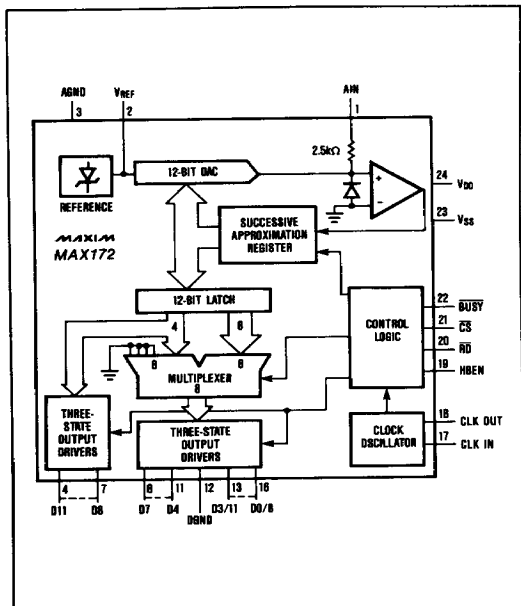 AGND VREF AIN
3 2 1
2.5kΩ
12-BIT DAC
+
-
24
VDD
23
VSS
REFERENCE
SUCCESSIVE
APPROXIMATION
REGISTER
MAXIM
MAX172
12-BIT LATCH
4 8
22
BUSY
21
CS
20
RD
19
HBEN
CONTROL
LOGIC
8 8
MULTIPLEXER
8
THREE-STATE
OUTPUT
DRIVERS
THREE-STATE
OUTPUT
DRIVERS
CLOCK
OSCILLATOR
18
CLK OUT
17
CLK IN
4 7 8 11 12 13 16
D11 D8 D7 D4 DGND D3/11 D0/8